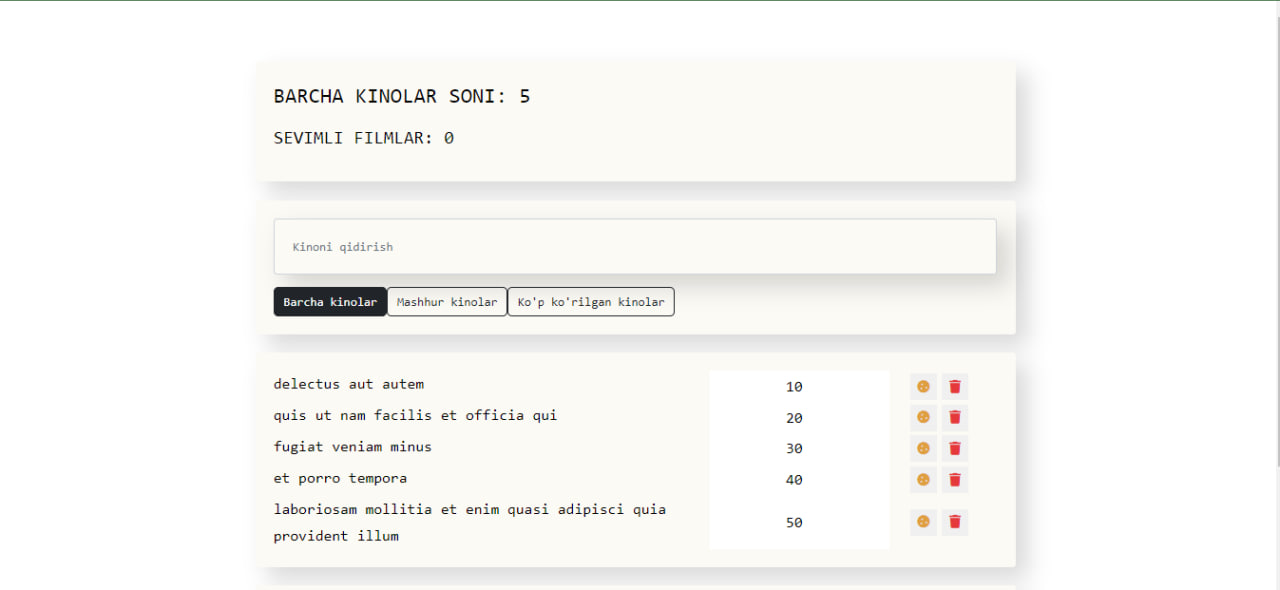 BARCHA KINOLAR SONI: 5
SEVIMLI FILMLAR: 0
Kinoni qidirish
Barcha kinolar Mashhur kinolar Ko'p ko'rilgan kinolar
delectus aut autem 10
quis ut nam facilis et officia qui 20
fugiat veniam minus 30
et porro tempora 40
laboriosam mollitia et enim quasi adipisci quia
provident illum 50